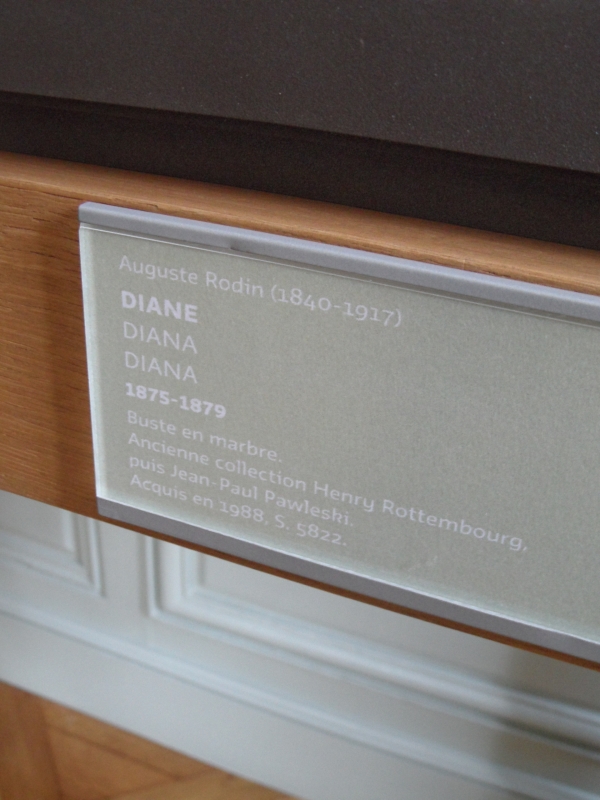 Auguste Rodin (1840-1917)
DIANE
DIANA
DIANA
1875-1879
Buste en marbre.
Ancienne collection Henry Rottembourg,
puis Jean-Paul Pawleski.
Acquis en 1988, S. 5822.